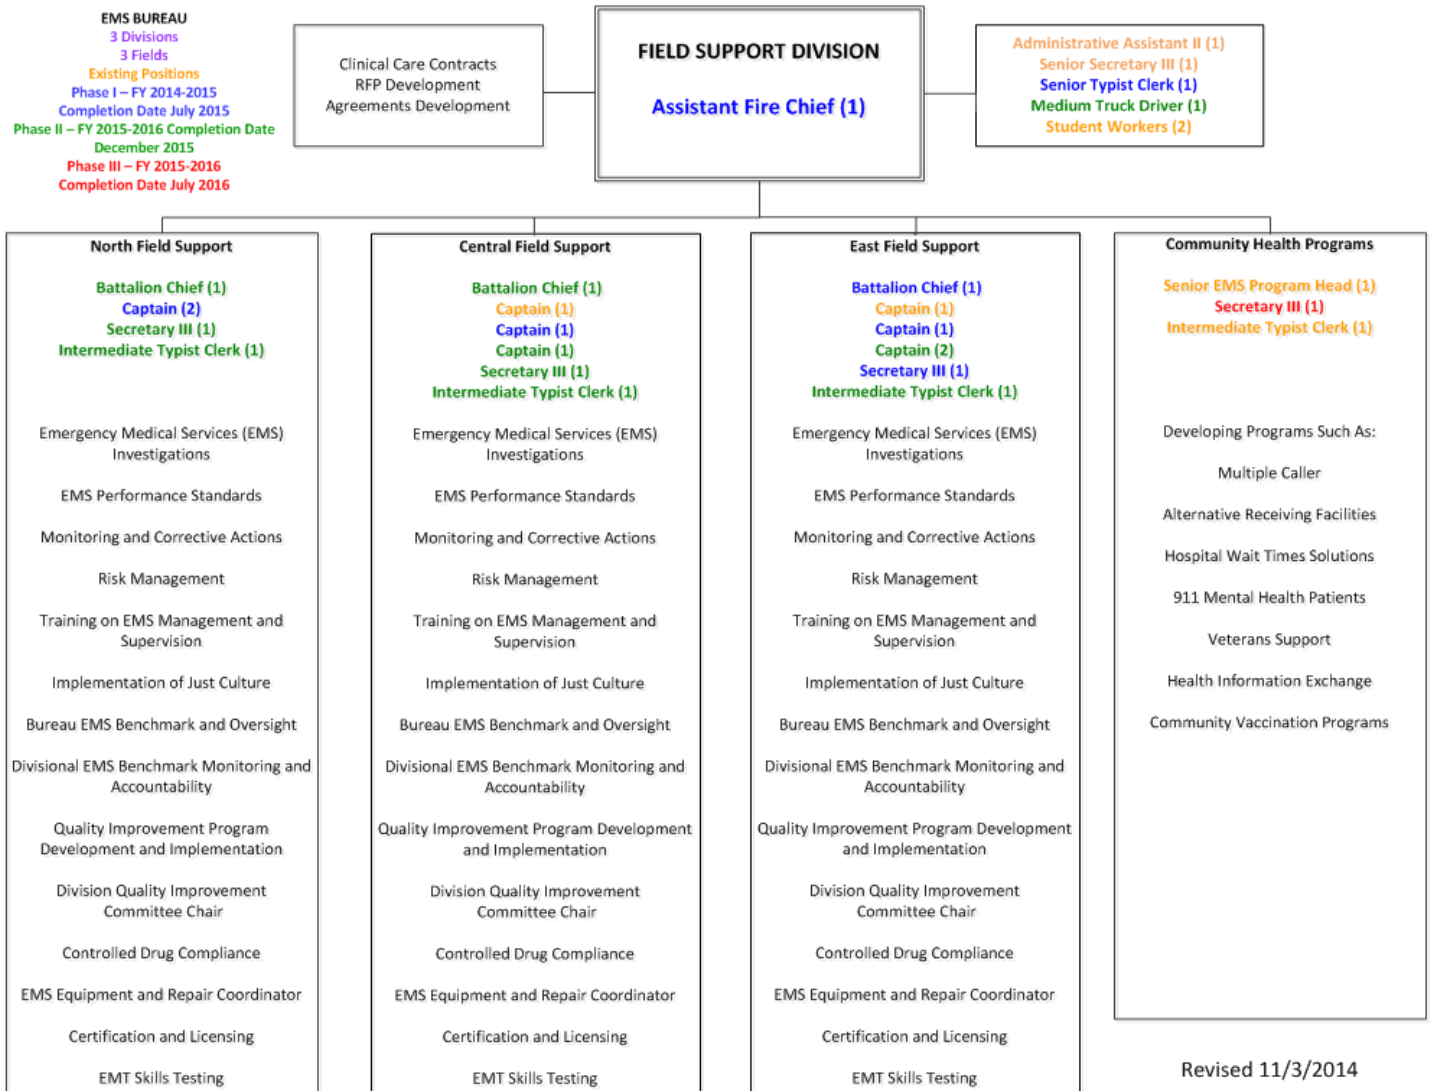 EMS BUREAU
3 Divisions
3 Fields
Existing Positions
Phase I – FY 2014-2015
Completion Date July 2015
Phase II – FY 2015-2016 Completion Date
December 2015
Phase III – FY 2015-2016
Completion Date July 2016
Clinical Care Contracts
RFP Development
Agreements Development
FIELD SUPPORT DIVISION
Assistant Fire Chief (1)
Administrative Assistant II (1)
Senior Secretary III (1)
Senior Typist Clerk (1)
Medium Truck Driver (1)
Student Workers (2)
North Field Support
Battalion Chief (1)
Captain (2)
Secretary III (1)
Intermediate Typist Clerk (1)
Emergency Medical Services (EMS)
Investigations
EMS Performance Standards
Monitoring and Corrective Actions
Risk Management
Training on EMS Management and
Supervision
Implementation of Just Culture
Bureau EMS Benchmark and Oversight
Divisional EMS Benchmark Monitoring and
Accountability
Quality Improvement Program
Development and Implementation
Division Quality Improvement
Committee Chair
Controlled Drug Compliance
EMS Equipment and Repair Coordinator
Certification and Licensing
EMT Skills Testing
Central Field Support
Battalion Chief (1)
Captain (1)
Captain (1)
Captain (1)
Secretary III (1)
Intermediate Typist Clerk (1)
Emergency Medical Services (EMS)
Investigations
EMS Performance Standards
Monitoring and Corrective Actions
Risk Management
Training on EMS Management and
Supervision
Implementation of Just Culture
Bureau EMS Benchmark and Oversight
Divisional EMS Benchmark Monitoring and
Accountability
Quality Improvement Program Development
and Implementation
Division Quality Improvement
Committee Chair
Controlled Drug Compliance
EMS Equipment and Repair Coordinator
Certification and Licensing
EMT Skills Testing
East Field Support
Battalion Chief (1)
Captain (1)
Captain (1)
Captain (2)
Secretary III (1)
Intermediate Typist Clerk (1)
Emergency Medical Services (EMS)
Investigations
EMS Performance Standards
Monitoring and Corrective Actions
Risk Management
Training on EMS Management and
Supervision
Implementation of Just Culture
Bureau EMS Benchmark and Oversight
Divisional EMS Benchmark Monitoring and
Accountability
Quality Improvement Program Development
and Implementation
Division Quality Improvement
Committee Chair
Controlled Drug Compliance
EMS Equipment and Repair Coordinator
Certification and Licensing
EMT Skills Testing
Community Health Programs
Senior EMS Program Head (1)
Secretary III (1)
Intermediate Typist Clerk (1)
Developing Programs Such As:
Multiple Caller
Alternative Receiving Facilities
Hospital Wait Times Solutions
911 Mental Health Patients
Veterans Support
Health Information Exchange
Community Vaccination Programs
Revised 11/3/2014